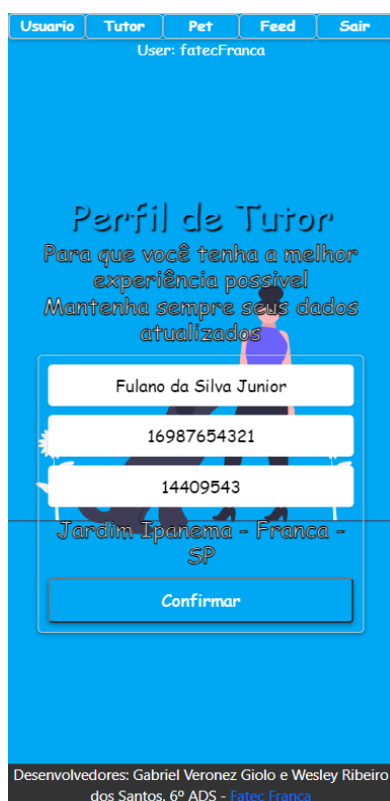 Usuario Tutor Pet Feed Sair
User: fatecFranca
Perfil de Tutor
Para que você tenha a melhor
experiência possivel
Mantenha sempre seus dados
atualizados
Fulano da Silva Junior
16987654321
14409543
Jardim Ipanema - Franca -
SP
Confirmar
Desenvolvedores: Gabriel Veronez Giolo e Wesley Ribeiro
dos Santos. 6º ADS - Fatec Franca